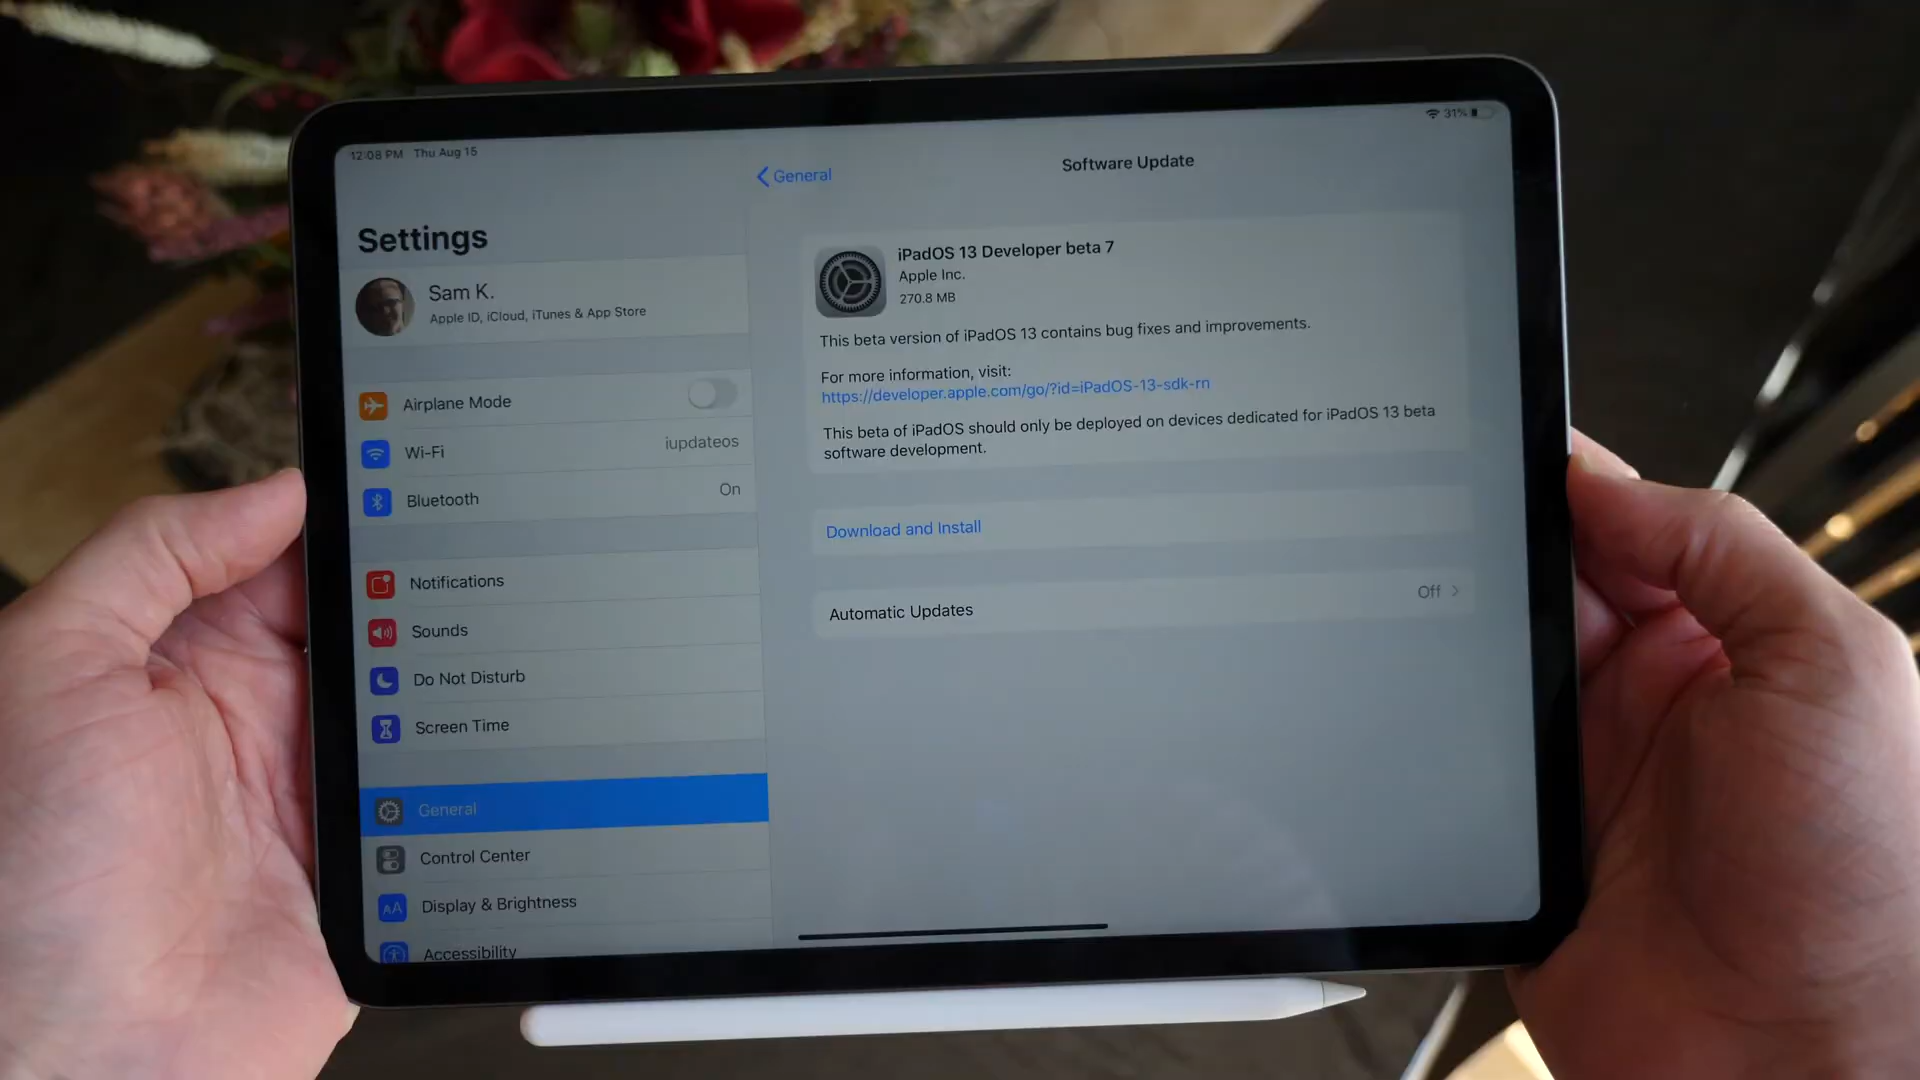 12:08 PM Thu Aug 15
31%
Settings
Sam K.
Apple ID, iCloud, iTunes & App Store
Airplane Mode
Wi-Fi
iupdateos
Bluetooth
On
Notifications
Sounds
Do Not Disturb
Screen Time
General
Control Center
AA
Display & Brightness
Accessibility
General
Software Update
iPadOS 13 Developer beta 7
Apple Inc.
270.8 MB
This beta version of iPadOS 13 contains bug fixes and improvements.
For more information, visit:
https://developer.apple.com/go/?id=iPadOS-13-sdk-rn
This beta of iPadOS should only be deployed on devices dedicated for iPadOS 13 beta
software development.
Download and Install
Automatic Updates
Off